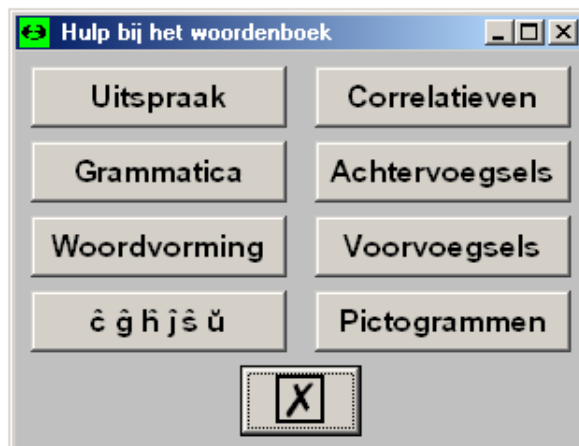 Hulp bij het woordenboek
Uitspraak Correlatieven
Grammatica Achtervoegsels
Woordvorming Voorvoegsels
ĉ ĝ ĥ ĵ ŝ ŭ Pictogrammen
X